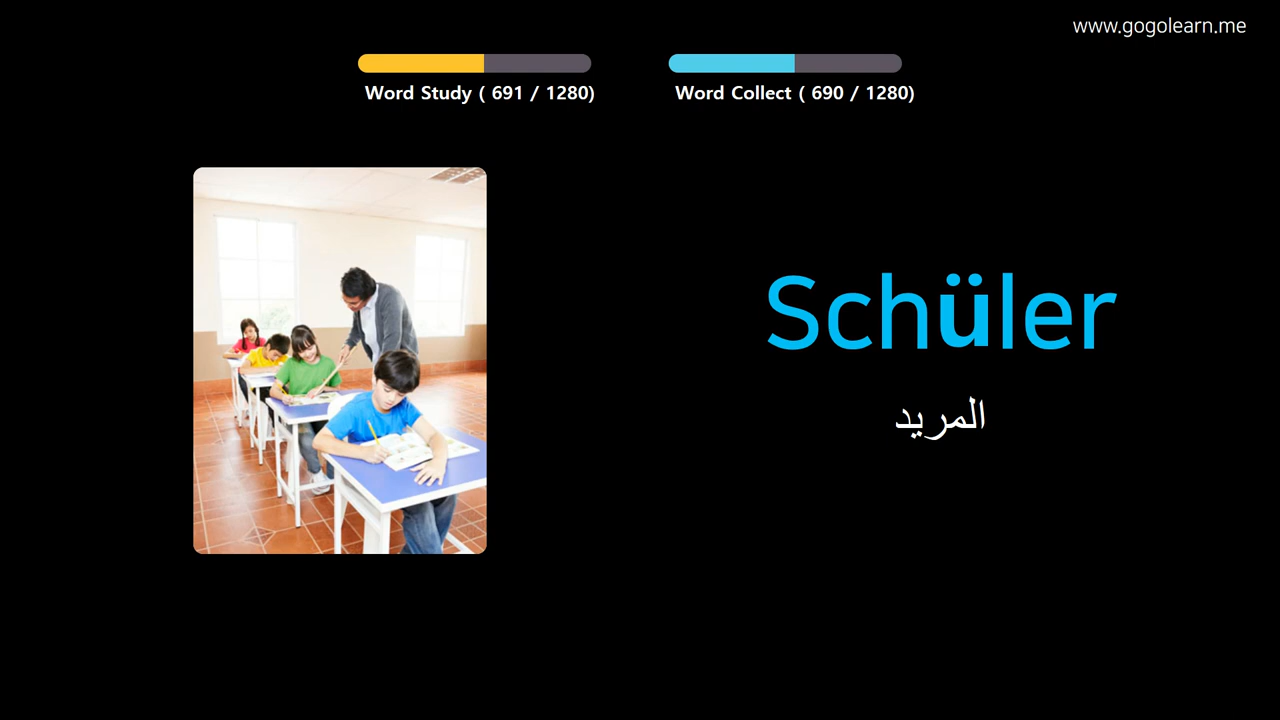 www.gogolearn.me
Word Study ( 691 / 1280)
Word Collect ( 690 / 1280)
Schüler
المريد